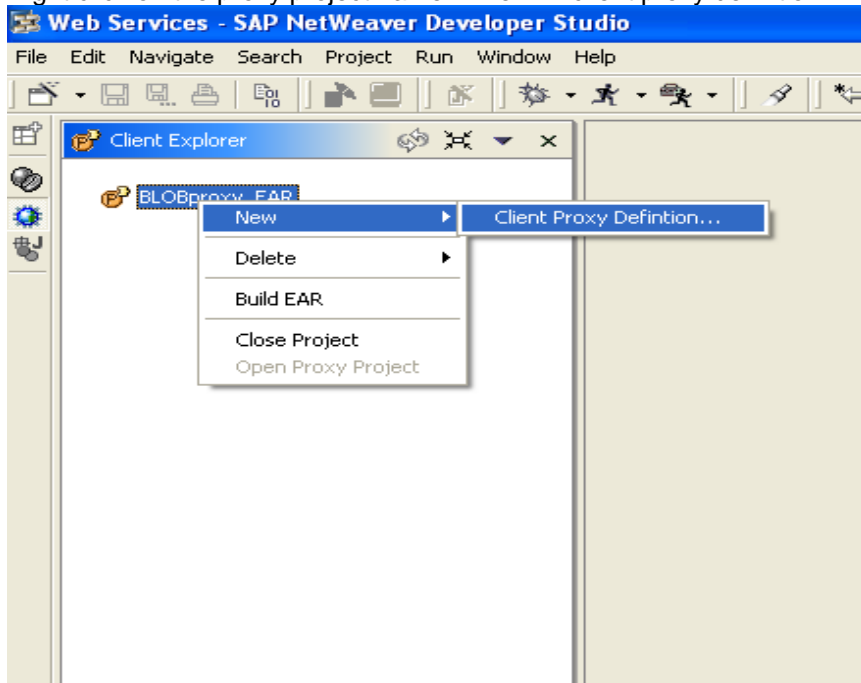 Web Services - SAP NetWeaver Developer Studio
File Edit Navigate Search Project Run Window Help
Client Explorer
BLOBproxy_EAR
New Client Proxy Defintion...
Delete
Build EAR
Close Project
Open Proxy Project